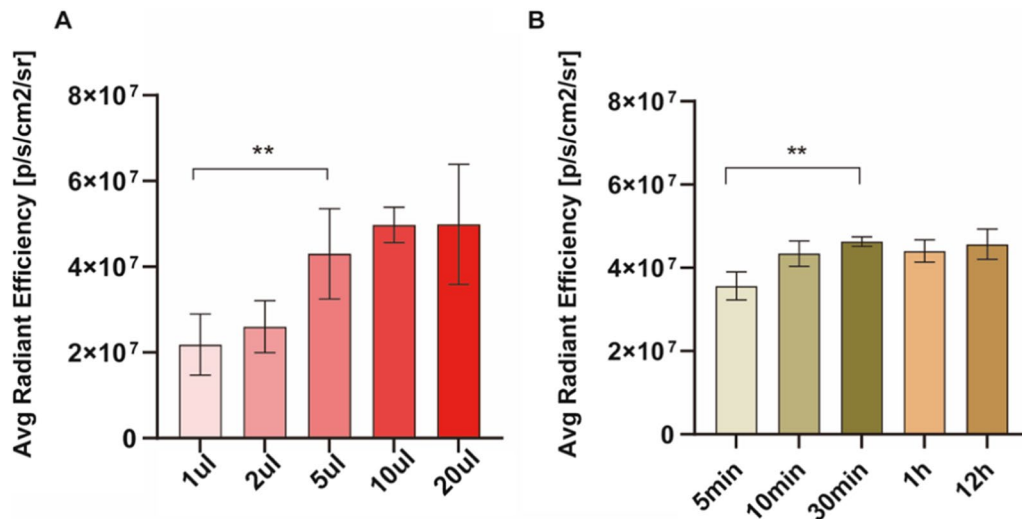 A
Avg Radiant Efficiency [p/s/cm2/sr]
8×10⁷
6×10⁷
4×10⁷
2×10⁷
0
**
1ul
2ul
5ul
10ul
20ul
B
Avg Radiant Efficiency [p/s/cm2/sr]
8×10⁷
6×10⁷
4×10⁷
2×10⁷
0
**
5min
10min
30min
1h
12h